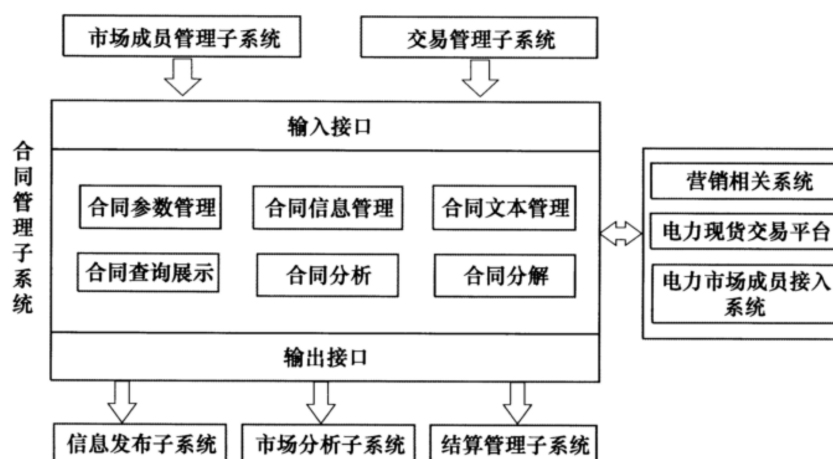 市场成员管理子系统
交易管理子系统
输入接口
合同管理子系统
合同参数管理
合同信息管理
合同文本管理
合同查询展示
合同分析
合同分解
营销相关系统
电力现货交易平台
电力市场成员接入
系统
输出接口
信息发布子系统
市场分析子系统
结算管理子系统